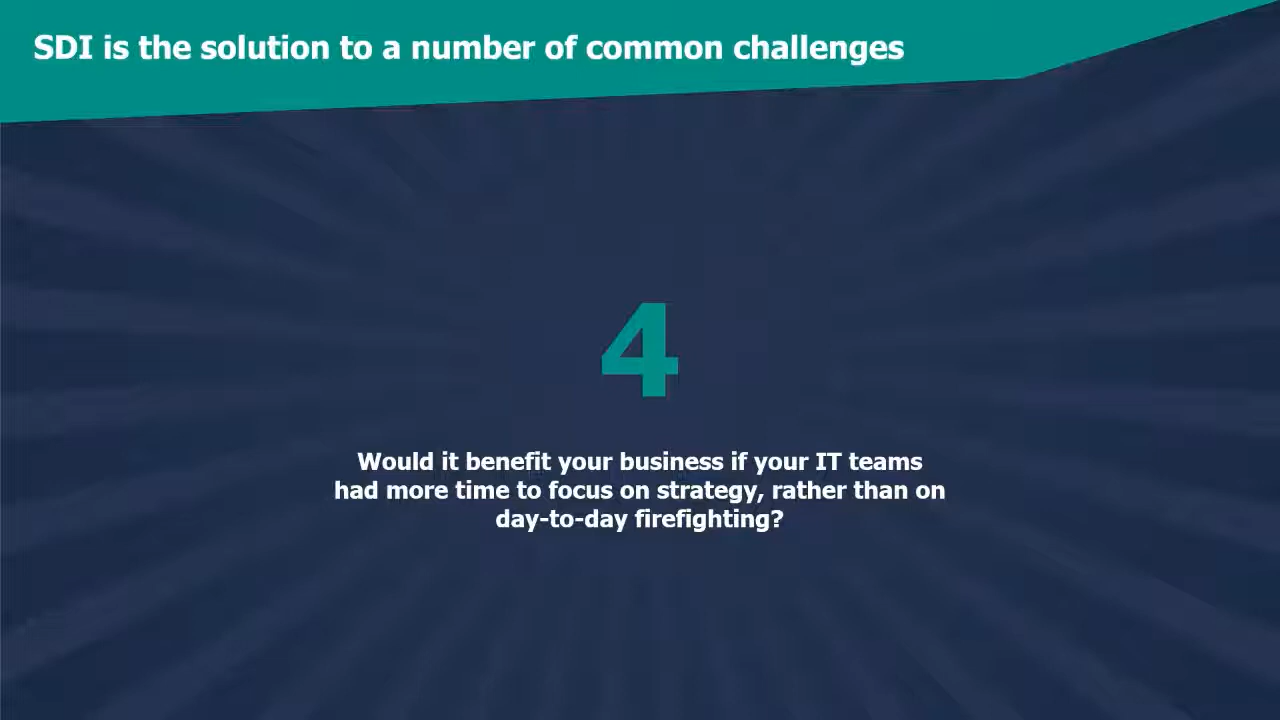 SDI is the solution to a number of common challenges
4
Would it benefit your business if your IT teams
had more time to focus on strategy, rather than on
day-to-day firefighting?